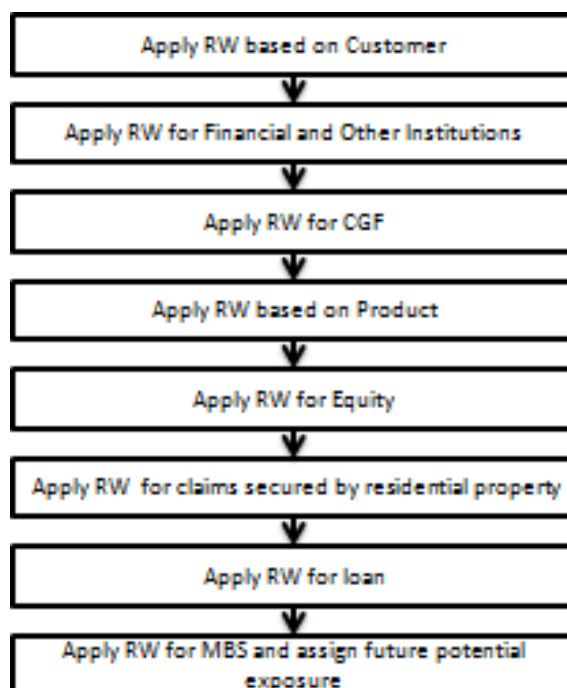 Apply RW based on Customer
Apply RW for Financial and Other Institutions
Apply RW for CGF
Apply RW based on Product
Apply RW for Equity
Apply RW for claims secured by residential property
Apply RW for loan
Apply RW for MBS and assign future potential
exposure